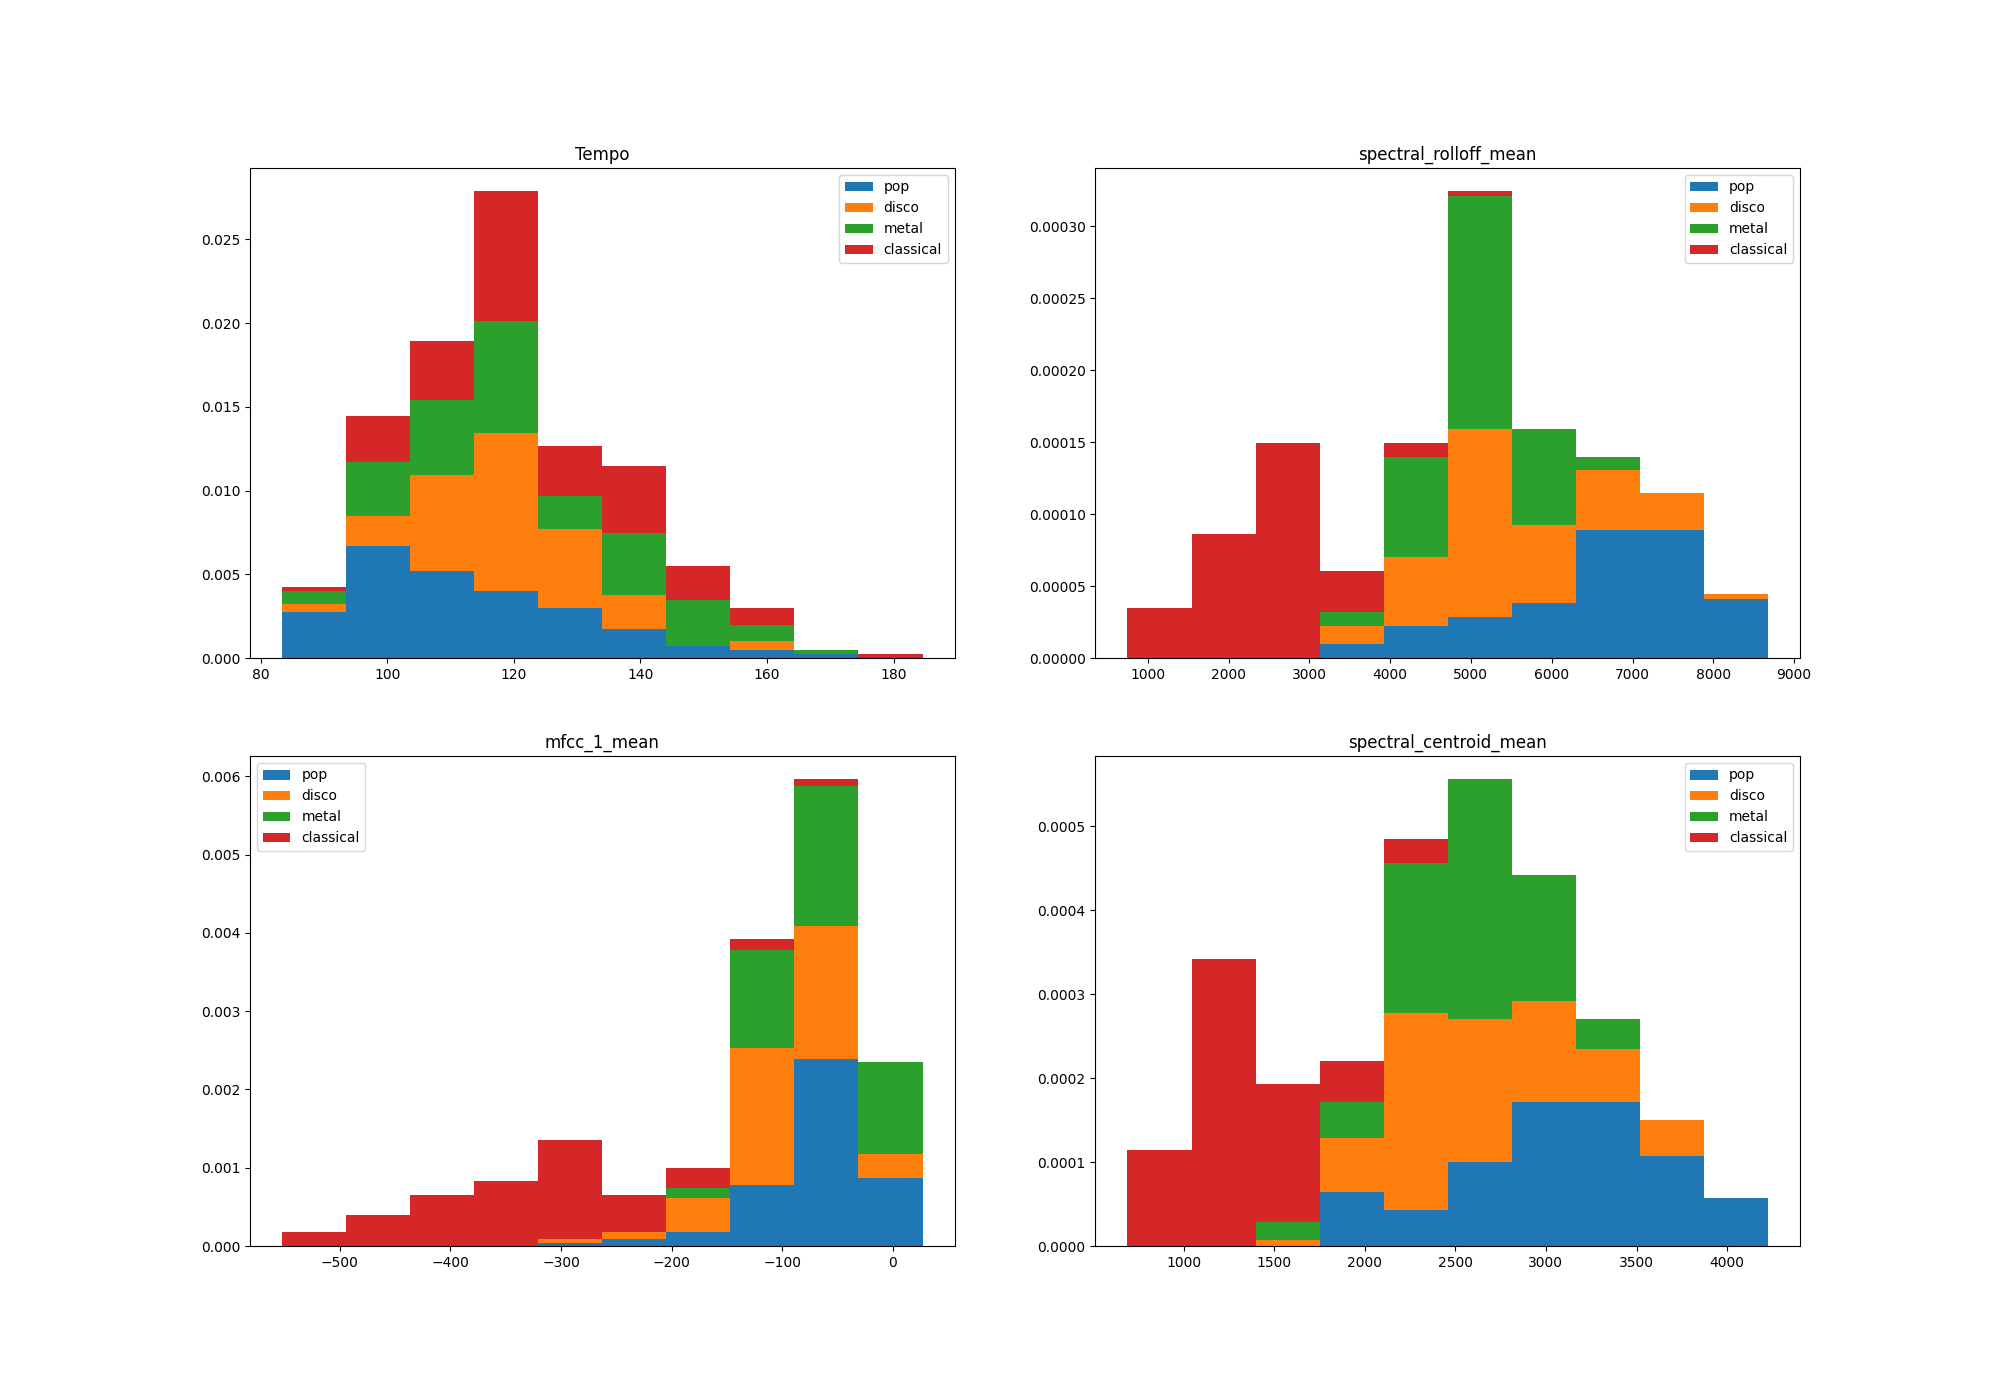 Tempo
pop
disco
metal
classical
0.025
0.020
0.015
0.010
0.005
0.000
80 100 120 140 160 180
spectral_rolloff_mean
pop
disco
metal
classical
0.00030
0.00025
0.00020
0.00015
0.00010
0.00005
0.00000
1000 2000 3000 4000 5000 6000 7000 8000 9000
mfcc_1_mean
pop
disco
metal
classical
0.006
0.005
0.004
0.003
0.002
0.001
0.000
−500 −400 −300 −200 −100 0
spectral_centroid_mean
pop
disco
metal
classical
0.0005
0.0004
0.0003
0.0002
0.0001
0.0000
1000 1500 2000 2500 3000 3500 4000